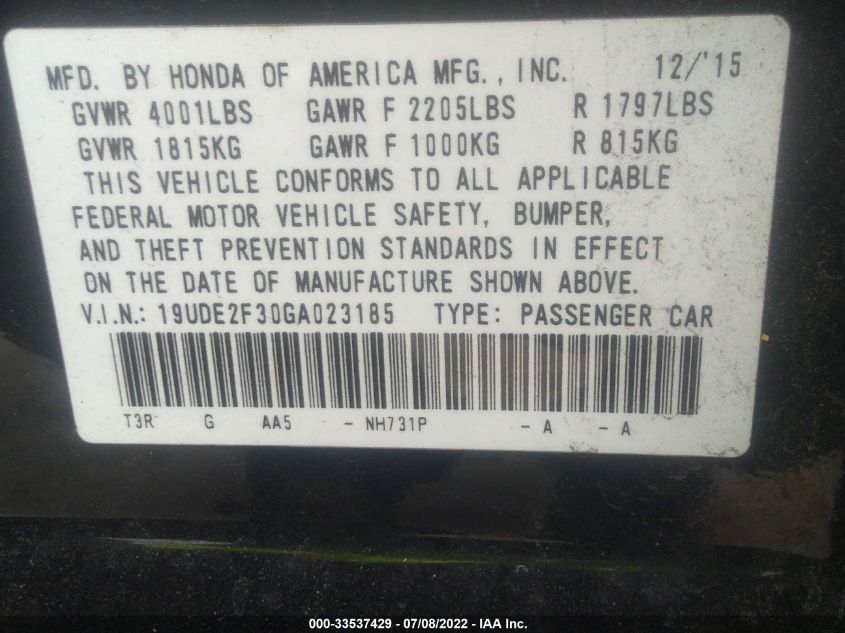 MFD. BY HONDA OF AMERICA MFG., INC. 12/'15
GVWR 4001LBS GAWR F 2205LBS R 1797LBS
GVWR 1815KG GAWR F 1000KG R 815KG
THIS VEHICLE CONFORMS TO ALL APPLICABLE
FEDERAL MOTOR VEHICLE SAFETY, BUMPER,
AND THEFT PREVENTION STANDARDS IN EFFECT
ON THE DATE OF MANUFACTURE SHOWN ABOVE.
V.I.N.: 19UDE2F30GA023185 TYPE: PASSENGER CAR
T3R G AA5 - NH731P - A - A
000-33537429 - 07/08/2022 - IAA Inc.